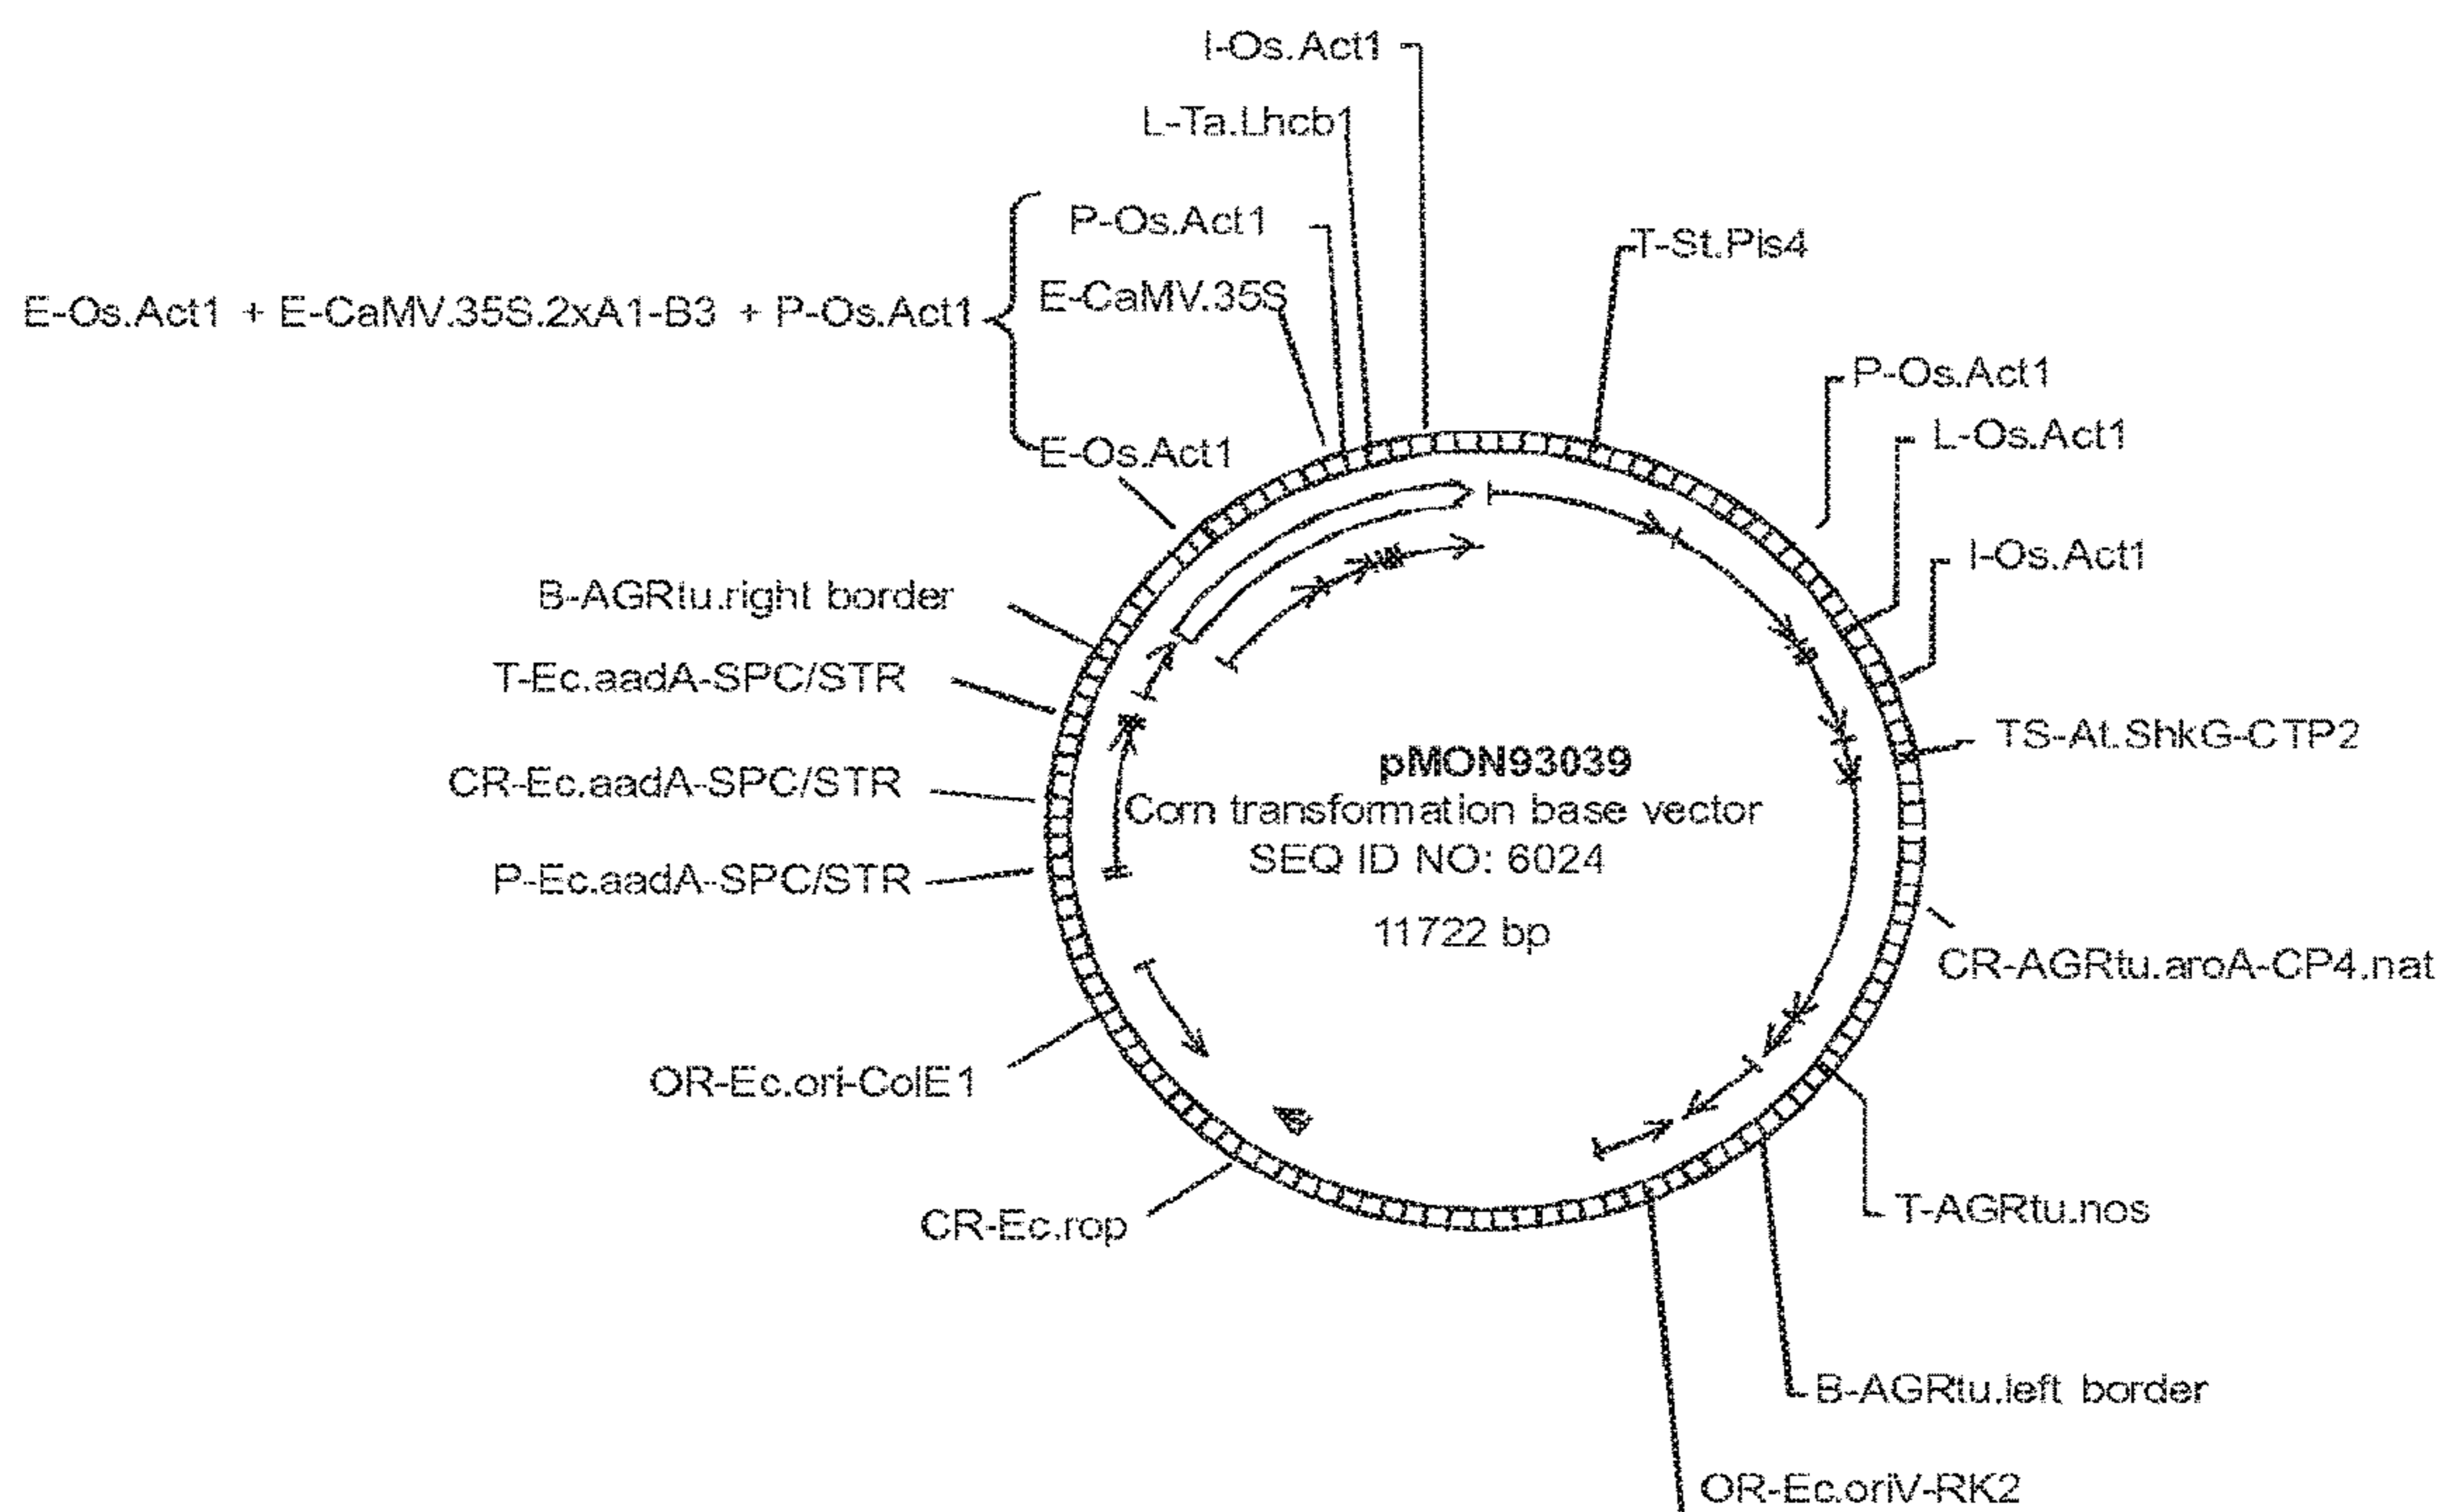 I-Os.Act1
L-Ta.Lhcb1
P-Os.Act1
T-St.Pis4
E-CaMV.35S
E-Os.Act1 + E-CaMV.35S.2xA1-B3 + P-Os.Act1
P-Os.Act1
L-Os.Act1
E-Os.Act1
I-Os.Act1
B-AGRtu.right border
T-Ec.aadA-SPC/STR
TS-At.ShkG-CTP2
pMON93039
CR-Ec.aadA-SPC/STR
Corn transformation base vector
SEQ ID NO: 6024
P-Ec.aadA-SPC/STR
11722 bp
CR-AGRtu.aroA-CP4.nat
OR-Ec.ori-ColE1
T-AGRtu.nos
CR-Ec.rop
B-AGRtu.left border
OR-Ec.oriV-RK2